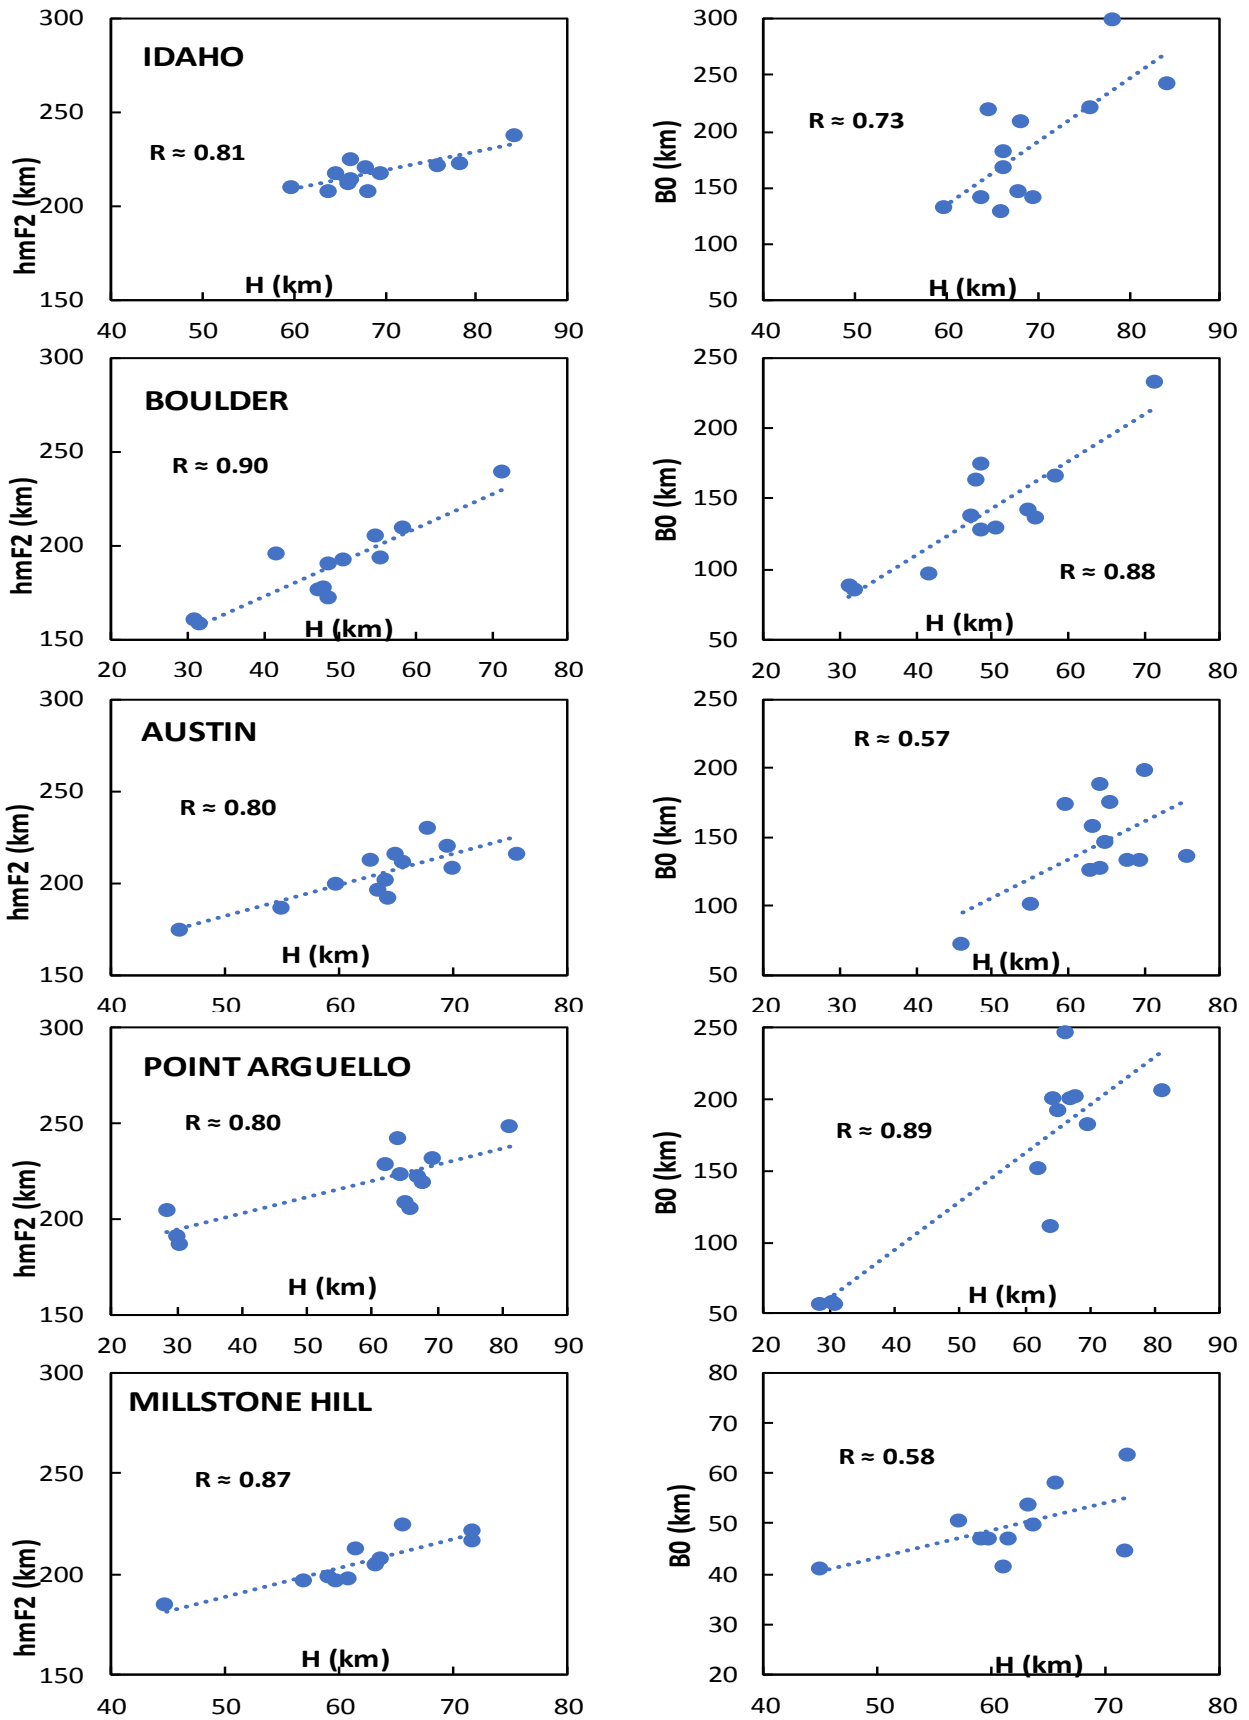 300
250
200
150
hmF2 (km)
IDAHO
R ≈ 0.81
H (km)
40 50 60 70 80 90
300
250
200
150
100
50
B0 (km)
R ≈ 0.73
H (km)
40 50 60 70 80 90
300
250
200
150
hmF2 (km)
BOULDER
R ≈ 0.90
H (km)
20 30 40 50 60 70 80
250
200
150
100
50
B0 (km)
R ≈ 0.88
H (km)
20 30 40 50 60 70 80
300
250
200
150
hmF2 (km)
AUSTIN
R ≈ 0.80
H (km)
40 50 60 70 80
250
200
150
100
50
B0 (km)
R ≈ 0.57
H (km)
20 30 40 50 60 70 80
300
250
200
150
hmF2 (km)
POINT ARGUELLO
R ≈ 0.80
H (km)
20 30 40 50 60 70 80 90
250
200
150
100
50
B0 (km)
R ≈ 0.89
H (km)
20 30 40 50 60 70 80 90
300
250
200
150
hmF2 (km)
MILLSTONE HILL
R ≈ 0.87
H (km)
40 50 60 70 80
80
70
60
50
40
30
20
B0 (km)
R ≈ 0.58
H (km)
40 50 60 70 80